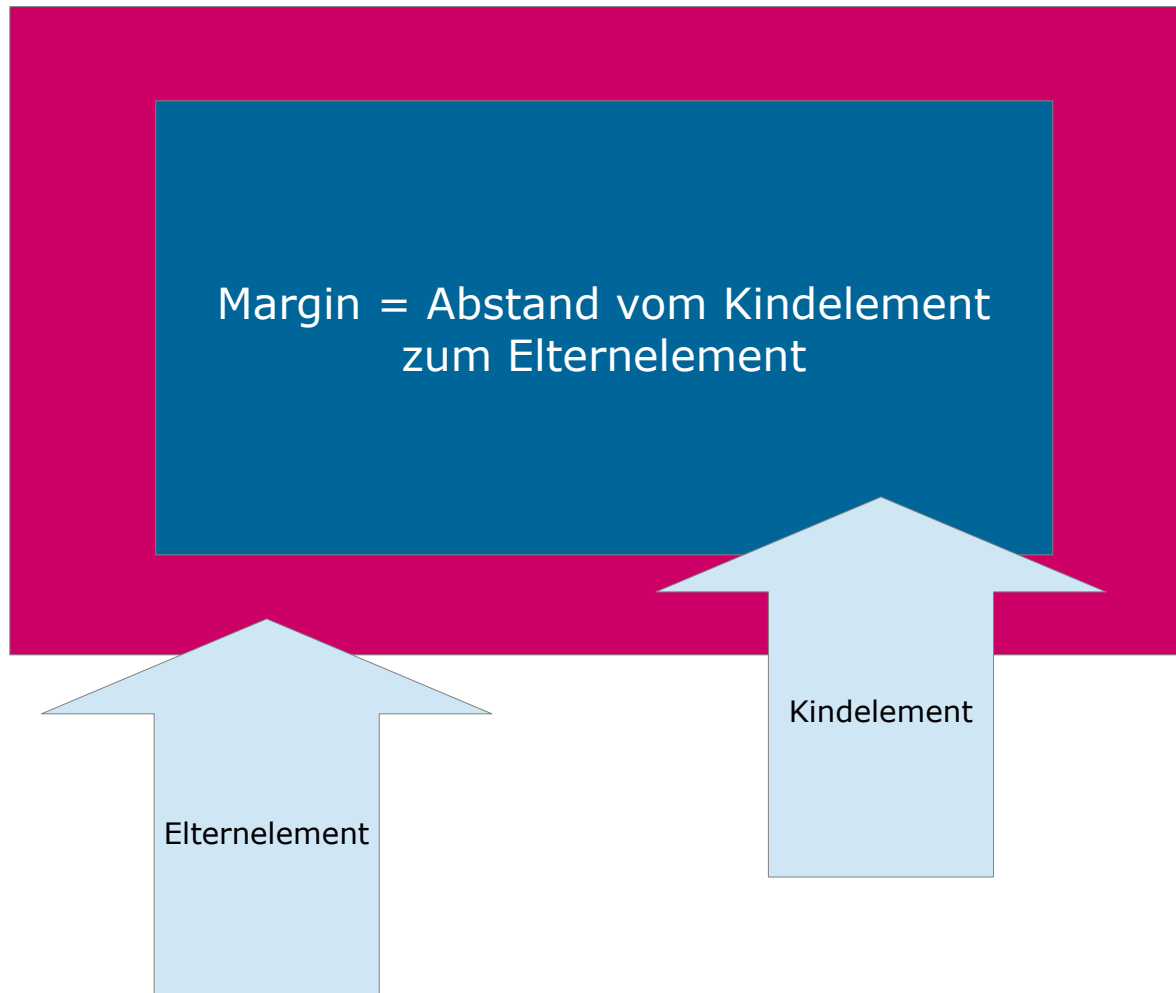 Margin = Abstand vom Kindelement
zum Elternelement
Kindelement
Elternelement